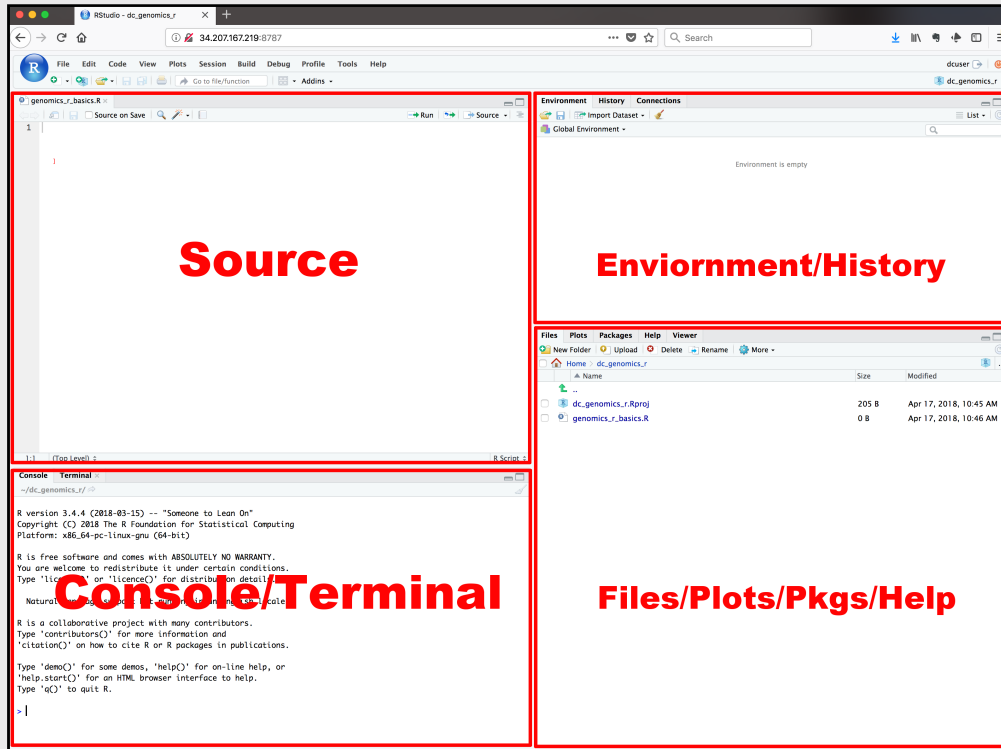 RStudio - dc_genomics_r
34.207.167.219:8787
Search
R
File Edit Code View Plots Session Build Debug Profile Tools Help
dcuser
Go to file/function
Addins
dc_genomics_r
genomics_r_basics.R
Source on Save
Run
Source
1
Source
1:1 (Top Level)
R Script
Environment History Connections
Import Dataset
List
Global Environment
Environment is empty
Enviornment/History
Console Terminal
~/dc_genomics_r/
R version 3.4.4 (2018-03-15) -- "Someone to Lean On"
Copyright (C) 2018 The R Foundation for Statistical Computing
Platform: x86_64-pc-linux-gnu (64-bit)
R is free software and comes with ABSOLUTELY NO WARRANTY.
You are welcome to redistribute it under certain conditions.
Type 'lic or 'licence()' for distribution details.
Natural
R is a collaborative project with many contributors.
Type 'contributors()' for more information and
'citation()' on how to cite R or R packages in publications.
Type 'demo()' for some demos, 'help()' for on-line help, or
'help.start()' for an HTML browser interface to help.
Type 'q()' to quit R.
>
Console/Terminal
Files Plots Packages Help Viewer
New Folder Upload Delete Rename More
Home dc_genomics_r
Name Size Modified
..
dc_genomics_r.Rproj 205 B Apr 17, 2018, 10:45 AM
genomics_r_basics.R 0 B Apr 17, 2018, 10:46 AM
Files/Plots/Pkgs/Help